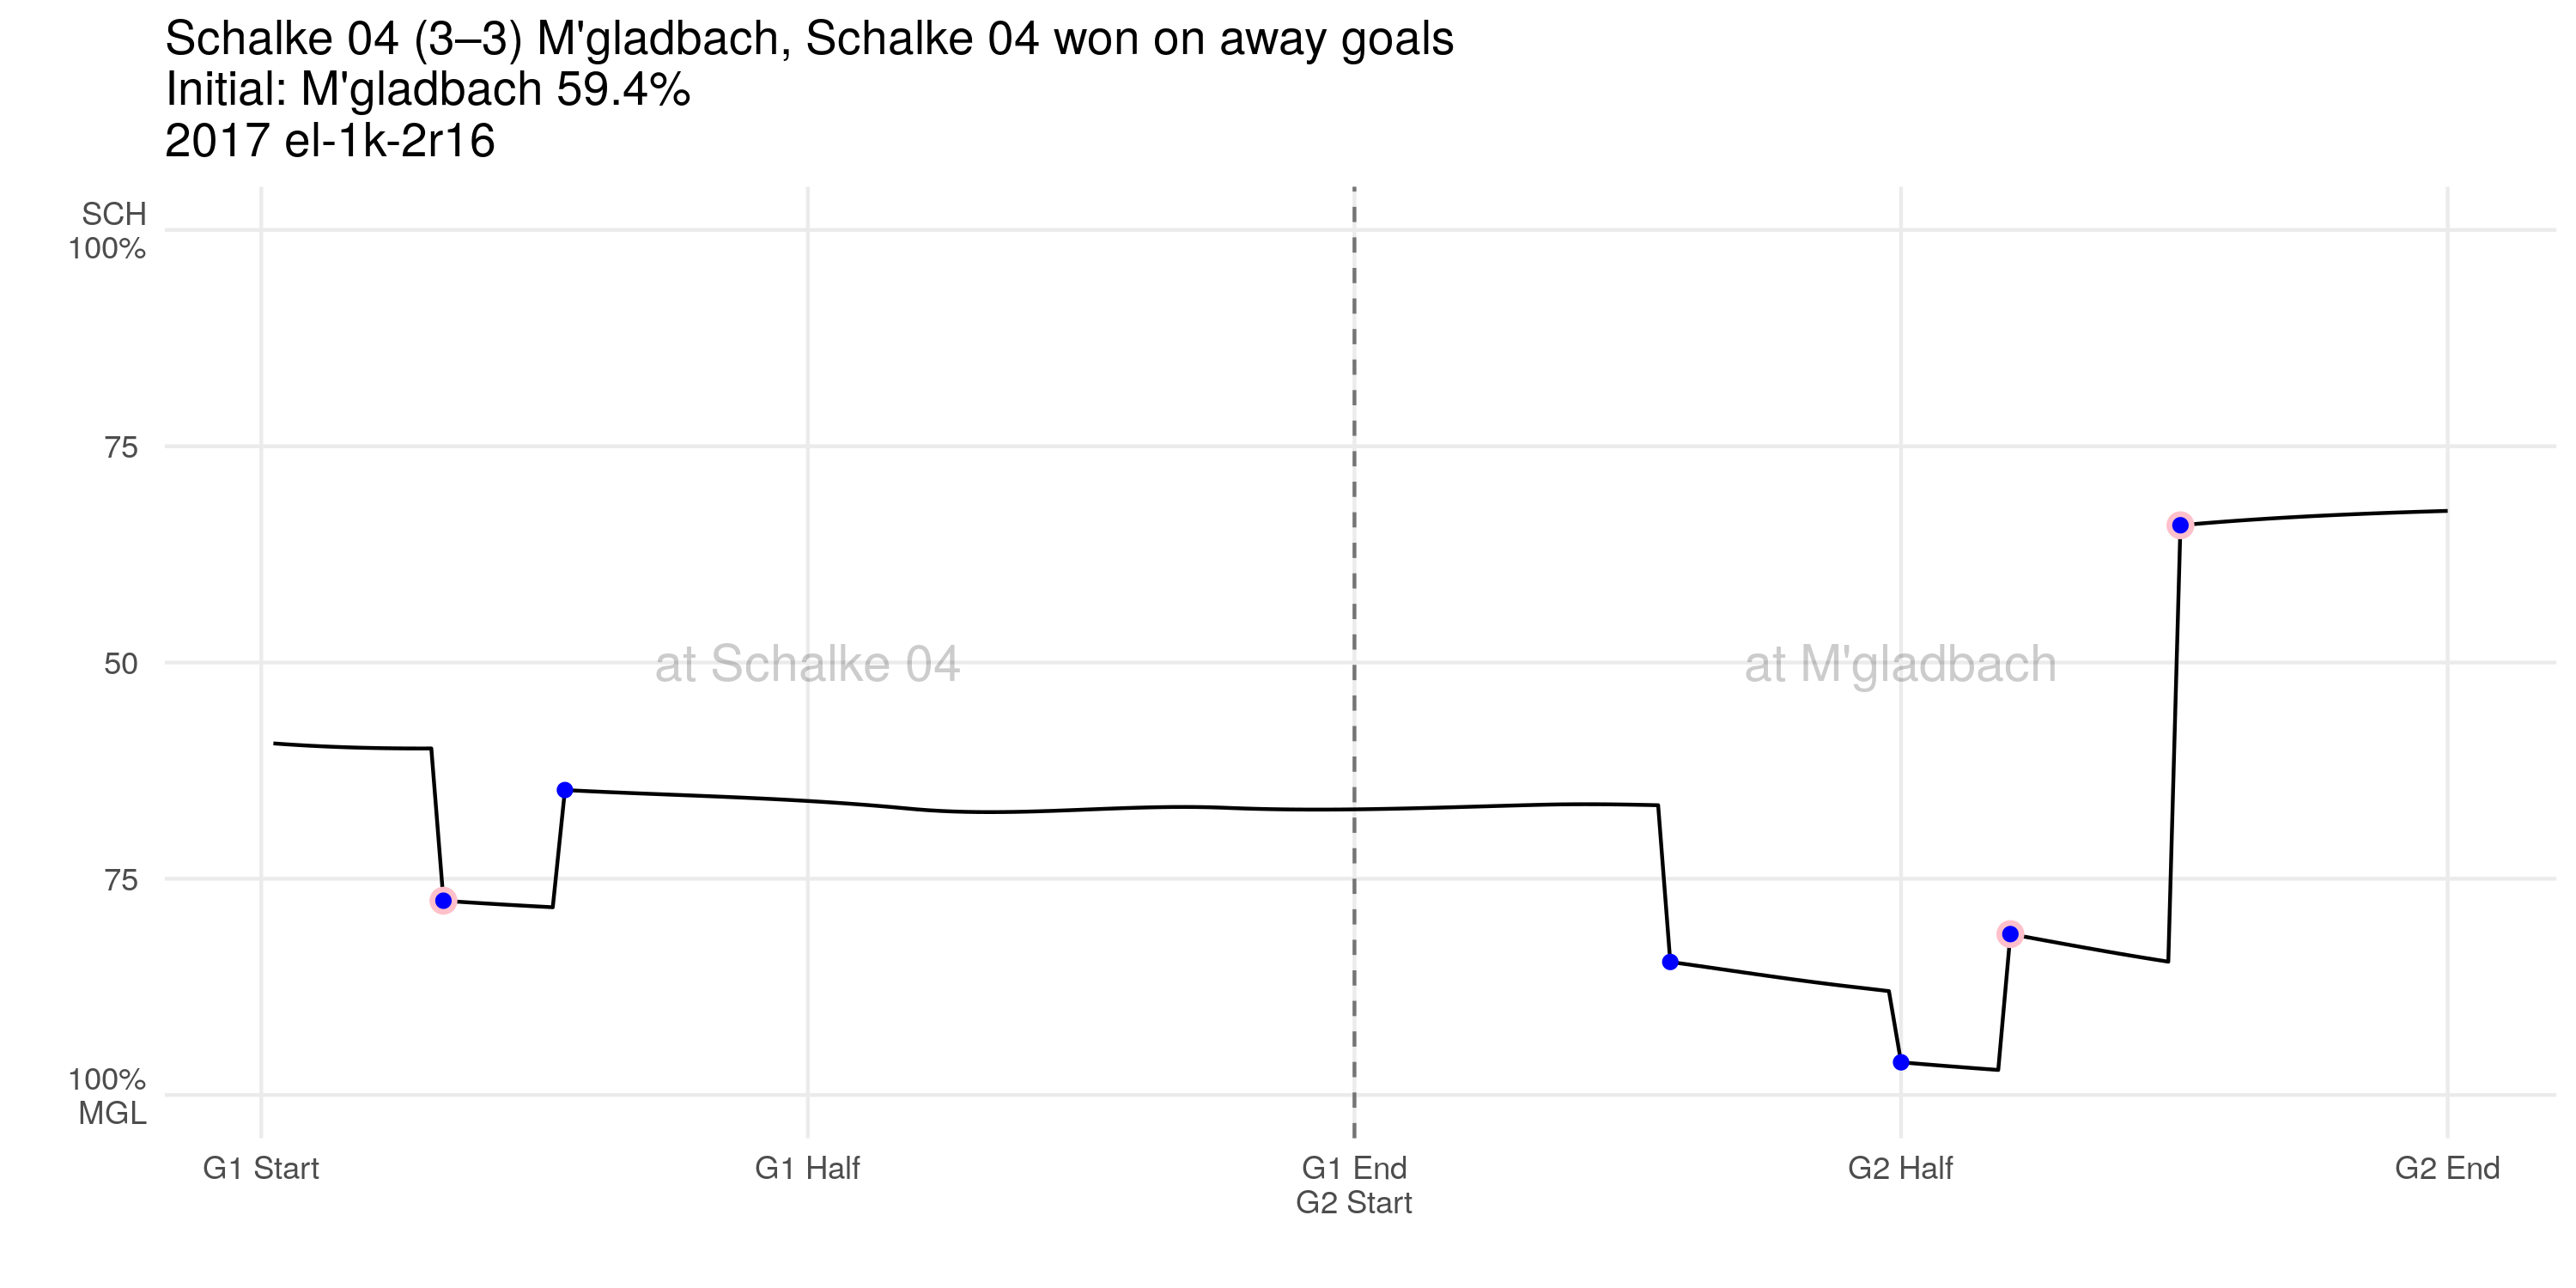 Schalke 04 (3–3) M'gladbach, Schalke 04 won on away goals
Initial: M'gladbach 59.4%
2017 el-1k-2r16
SCH
100%
75
50
75
100%
MGL
at Schalke 04
at M'gladbach
G1 Start
G1 Half
G1 End
G2 Start
G2 Half
G2 End